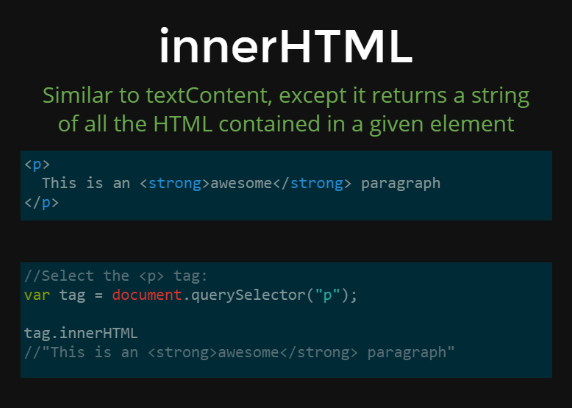 innerHTML
Similar to textContent, except it returns a string
of all the HTML contained in a given element
<p>
  This is an <strong>awesome</strong> paragraph
</p>
//Select the <p> tag:
var tag = document.querySelector("p");
tag.innerHTML
//"This is an <strong>awesome</strong> paragraph"